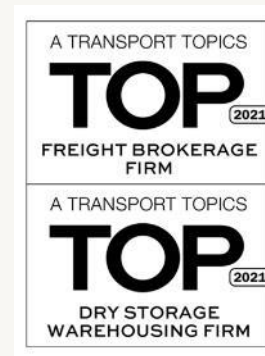 A TRANSPORT TOPICS
TOP
2021
FREIGHT BROKERAGE
FIRM
A TRANSPORT TOPICS
TOP
2021
DRY STORAGE
WAREHOUSING FIRM